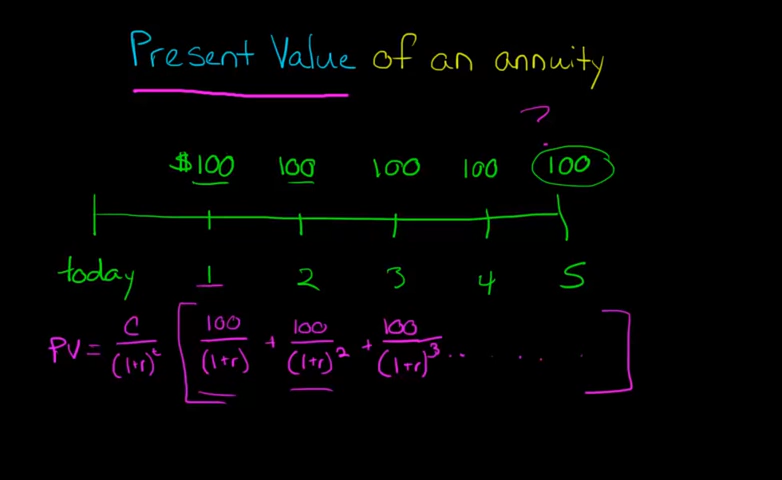 Present Value of an annuity
?
$100 100 100 100 100
today 1 2 3 4 5
PV = C/(1+r)^t [ 100/(1+r) + 100/(1+r)^2 + 100/(1+r)^3 .. . . . . ]